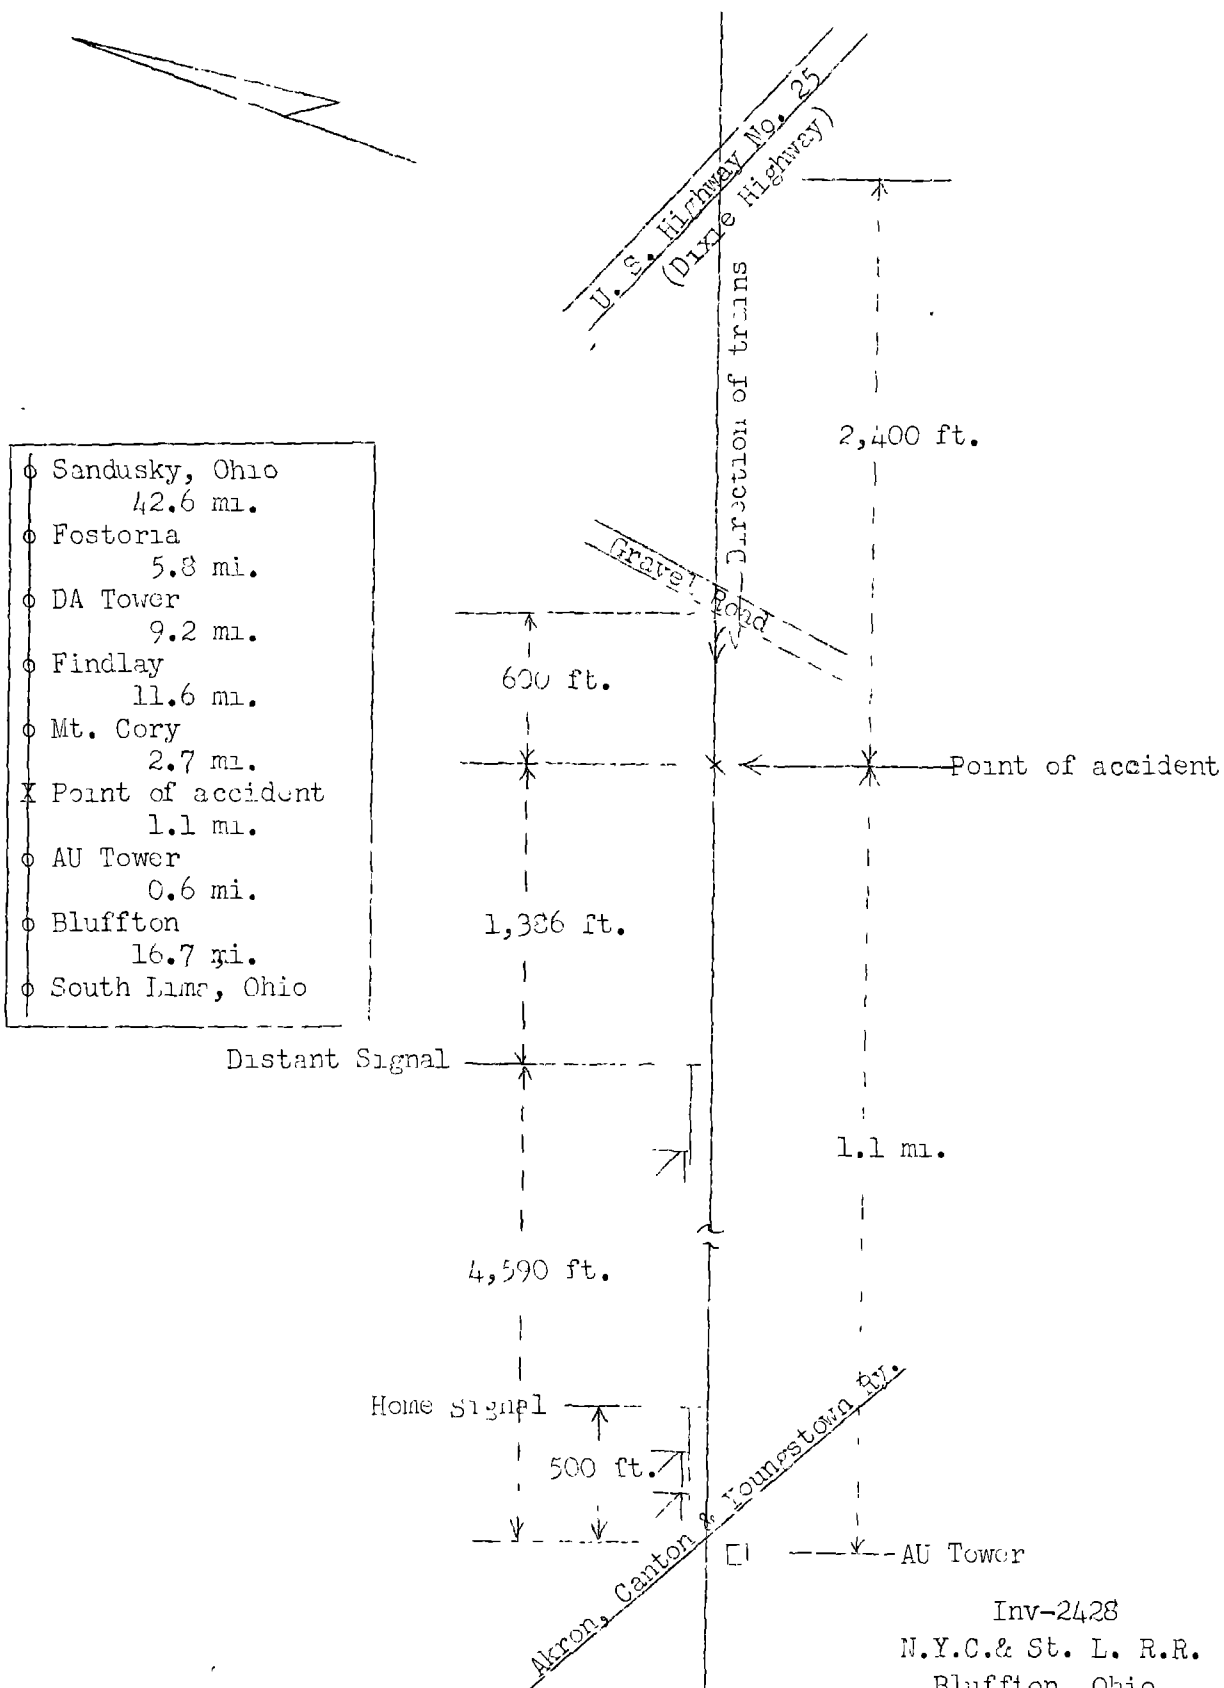 U. S. Highway No. 25
(Dixie Highway)
Direction of trains
2,400 ft.
Sandusky, Ohio
42.6 mi.
Fostoria
5.8 mi.
DA Tower
9.2 mi.
Findlay
11.6 mi.
Mt. Cory
2.7 mi.
X Point of accident
1.1 mi.
AU Tower
0.6 mi.
Bluffton
16.7 mi.
South Lima, Ohio
Gravel Road
600 ft.
Point of accident
1,386 ft.
Distant Signal
1.1 mi.
4,590 ft.
Home Signal
500 ft.
Akron, Canton & Youngstown Ry.
AU Tower
Inv-2428
N.Y.C.& St. L. R.R.
Bluffton, Ohio